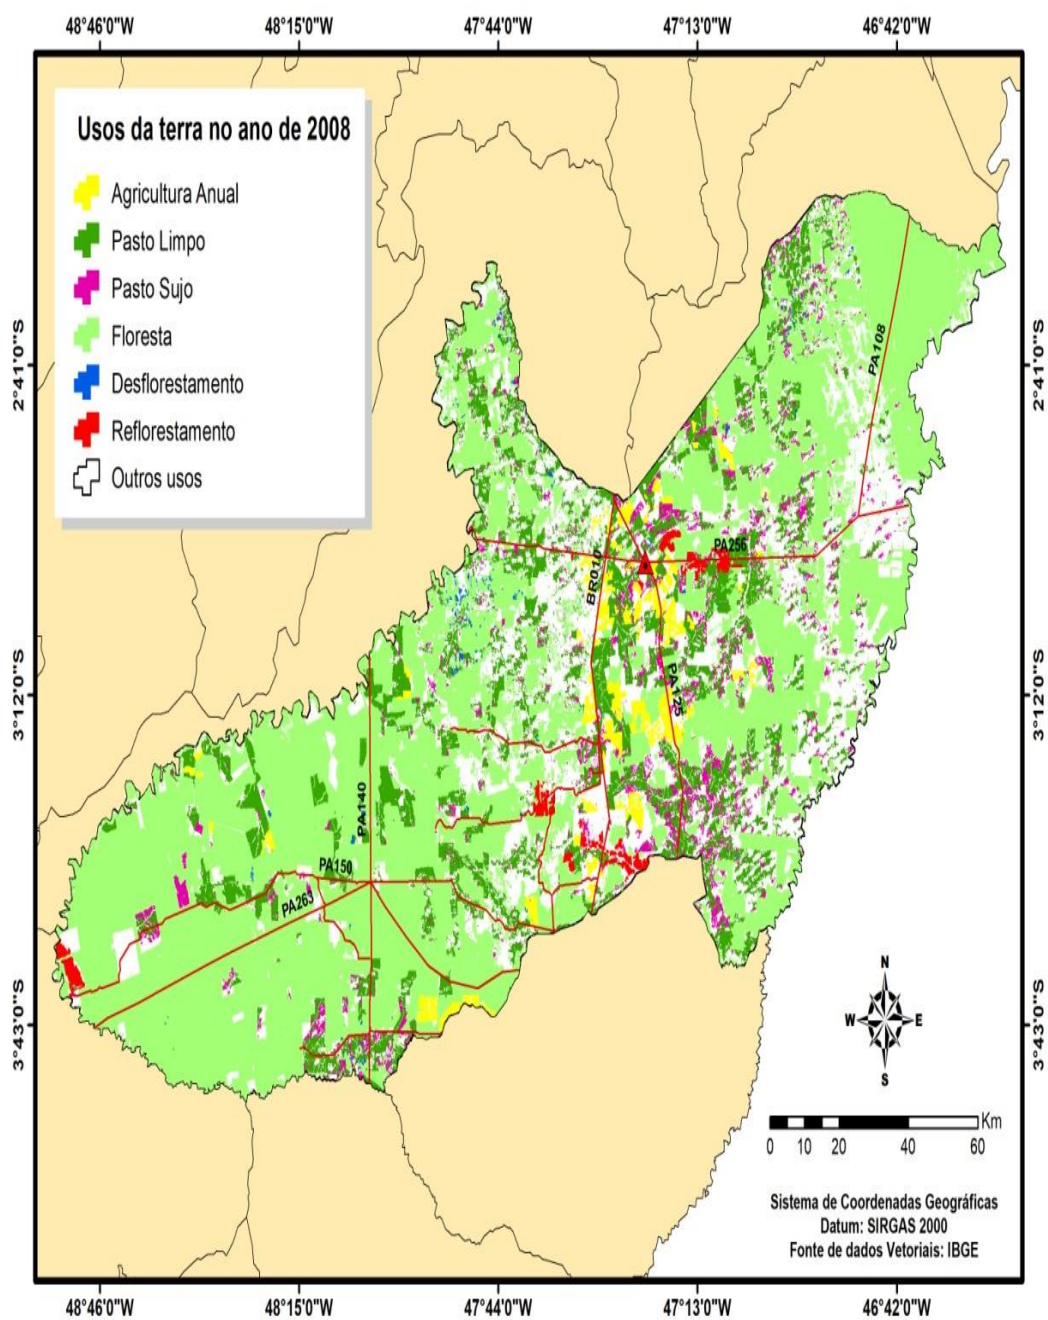 48°46'0"W 48°15'0"W 47°44'0"W 47°13'0"W 46°42'0"W
Usos da terra no ano de 2008
Agricultura Anual
Pasto Limpo
Pasto Sujo
Floresta
Desflorestamento
Reflorestamento
Outros usos
2°41'0"S
2°41'0"S
PA108
PA256
BR010
3°12'0"S
PA125
3°12'0"S
PA140
PA150
PA263
3°43'0"S
3°43'0"S
N
W E
S
Km
0 10 20 40 60
Sistema de Coordenadas Geográficas
Datum: SIRGAS 2000
Fonte de dados Vetoriais: IBGE
48°46'0"W 48°15'0"W 47°44'0"W 47°13'0"W 46°42'0"W